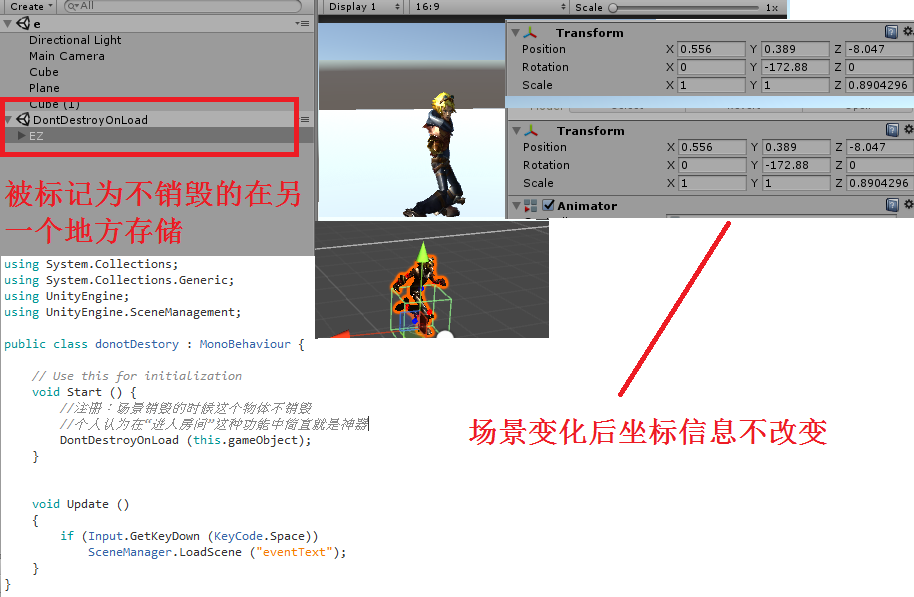 Create
All
Display 1
16:9
Scale
1x
e
Directional Light
Main Camera
Cube
Plane
Cube (1)
DontDestroyOnLoad
EZ
被标记为不销毁的在另
一个地方存储
Transform
Position X 0.556 Y 0.389 Z -8.047
Rotation X 0 Y -172.88 Z 0
Scale X 1 Y 1 Z 0.8904296
Transform
Position X 0.556 Y 0.389 Z -8.047
Rotation X 0 Y -172.88 Z 0
Scale X 1 Y 1 Z 0.8904296
Animator
场景变化后坐标信息不改变
using System.Collections;
using System.Collections.Generic;
using UnityEngine;
using UnityEngine.SceneManagement;
public class donotDestory : MonoBehaviour {
// Use this for initialization
void Start () {
//注册：场景销毁的时候这个物体不销毁
//个人认为在“进入房间”这种功能中简直就是神器
DontDestroyOnLoad (this.gameObject);
}
void Update ()
{
if (Input.GetKeyDown (KeyCode.Space))
SceneManager.LoadScene ("eventText");
}
}